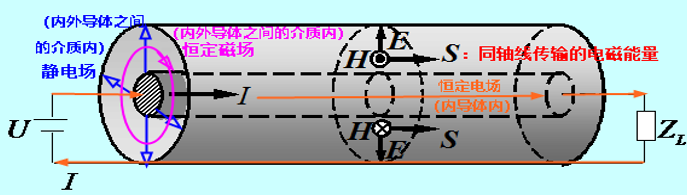 (内外导体之间
的介质内)
静电场
(内外导体之间的介质内)
恒定磁场
E
H
S
:同轴线传输的电磁能量
I
恒定电场
(内导体内)
U
H
S
E
Z_L
I